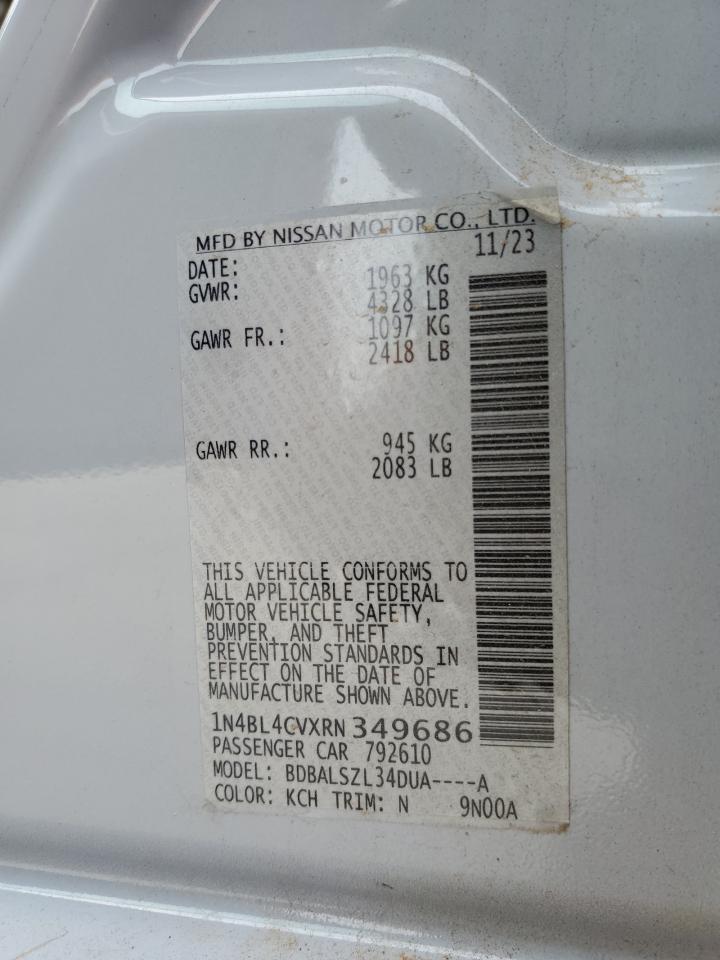 MFD BY NISSAN MOTOR CO., LTD.
DATE: 11/23
GVWR: 1963 KG
4328 LB
GAWR FR.: 1097 KG
2418 LB
GAWR RR.: 945 KG
2083 LB
THIS VEHICLE CONFORMS TO
ALL APPLICABLE FEDERAL
MOTOR VEHICLE SAFETY,
BUMPER, AND THEFT
PREVENTION STANDARDS IN
EFFECT ON THE DATE OF
MANUFACTURE SHOWN ABOVE.
1N4BL4CVXRN349686
PASSENGER CAR 792610
MODEL: BDBALSZL34DUA----A
COLOR: KCH TRIM: N 9N00A